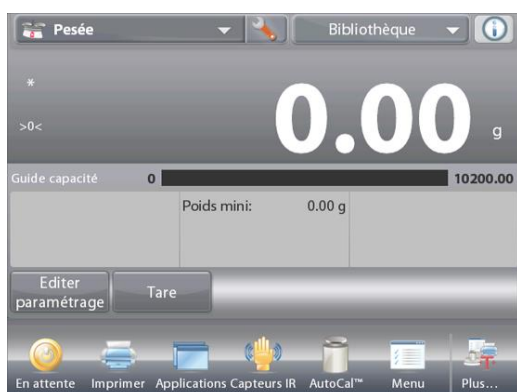 Pesée Bibliothèque
*
>0<
0.00 g
Guide capacité 0 10200.00
Poids mini: 0.00 g
Editer paramétrage
Tare
En attente Imprimer Applications Capteurs IR AutoCal™ Menu Plus...